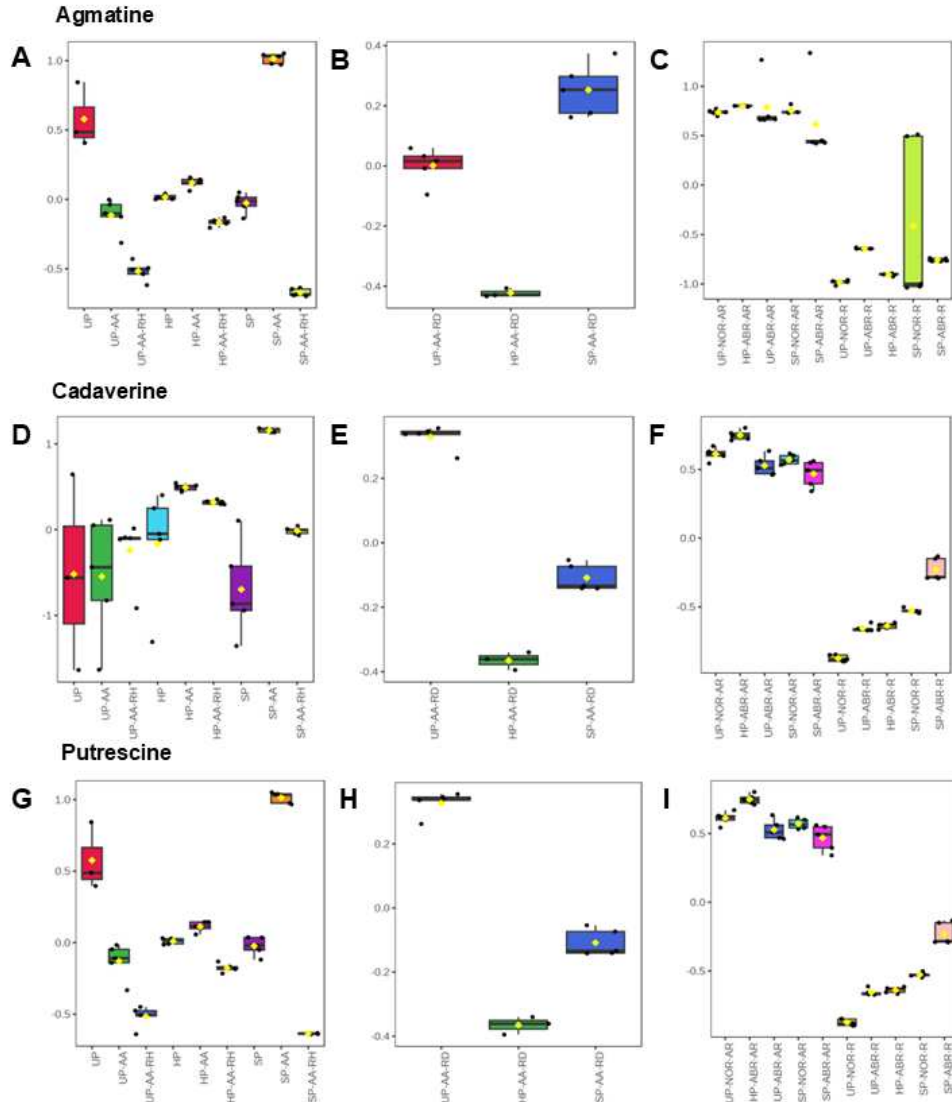 Agmatine
A
B
C
1.0
0.5
0.0
-0.5
UP
UP-AA
UP-AA-RH
HP
HP-AA
HP-AA-RH
SP
SP-AA
SP-AA-RH
0.4
0.2
0.0
-0.2
-0.4
UP-AA-RD
HP-AA-RD
SP-AA-RD
1.0
0.5
0.0
-0.5
-1.0
UP-NOR-AR
HP-ABR-AR
UP-ABR-AR
SP-NOR-AR
SP-ABR-AR
UP-NOR-R
UP-ABR-R
HP-ABR-R
SP-NOR-R
SP-ABR-R
Cadaverine
D
E
F
1
0
-1
UP
UP-AA
UP-AA-RH
HP
HP-AA
HP-AA-RH
SP
SP-AA
SP-AA-RH
0.2
0.0
-0.2
-0.4
UP-AA-RD
HP-AA-RD
SP-AA-RD
0.5
0.0
-0.5
UP-NOR-AR
HP-ABR-AR
UP-ABR-AR
SP-NOR-AR
SP-ABR-AR
UP-NOR-R
UP-ABR-R
HP-ABR-R
SP-NOR-R
SP-ABR-R
Putrescine
G
H
I
1.0
0.5
0.0
-0.5
UP
UP-AA
UP-AA-RH
HP
HP-AA
HP-AA-RH
SP
SP-AA
SP-AA-RH
0.2
0.0
-0.2
-0.4
UP-AA-RD
HP-AA-RD
SP-AA-RD
0.5
0.0
-0.5
UP-NOR-AR
HP-ABR-AR
UP-ABR-AR
SP-NOR-AR
SP-ABR-AR
UP-NOR-R
UP-ABR-R
HP-ABR-R
SP-NOR-R
SP-ABR-R